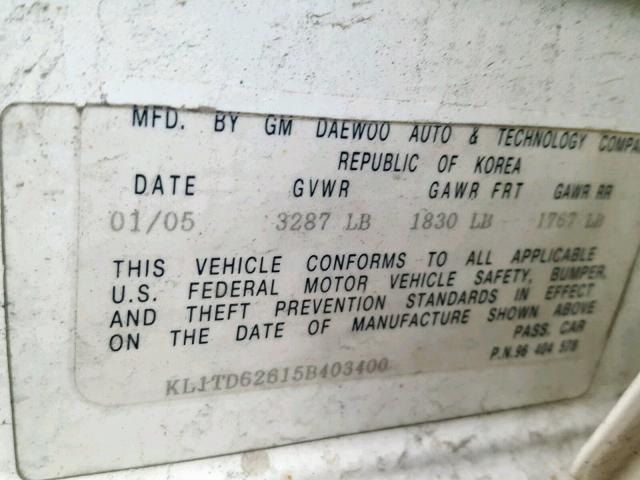 MFD. BY GM DAEWOO AUTO & TECHNOLOGY COMPA
REPUBLIC OF KOREA
DATE GVWR GAWR FRT GAWR RR
01/05 3287 LB 1830 LB 1767 LB
THIS VEHICLE CONFORMS TO ALL APPLICABLE
U.S. FEDERAL MOTOR VEHICLE SAFETY, BUMPER,
AND THEFT PREVENTION STANDARDS IN EFFECT
ON THE DATE OF MANUFACTURE SHOWN ABOVE
PASS. CAR
P.N.96 404 578
KL1TD62615B403400